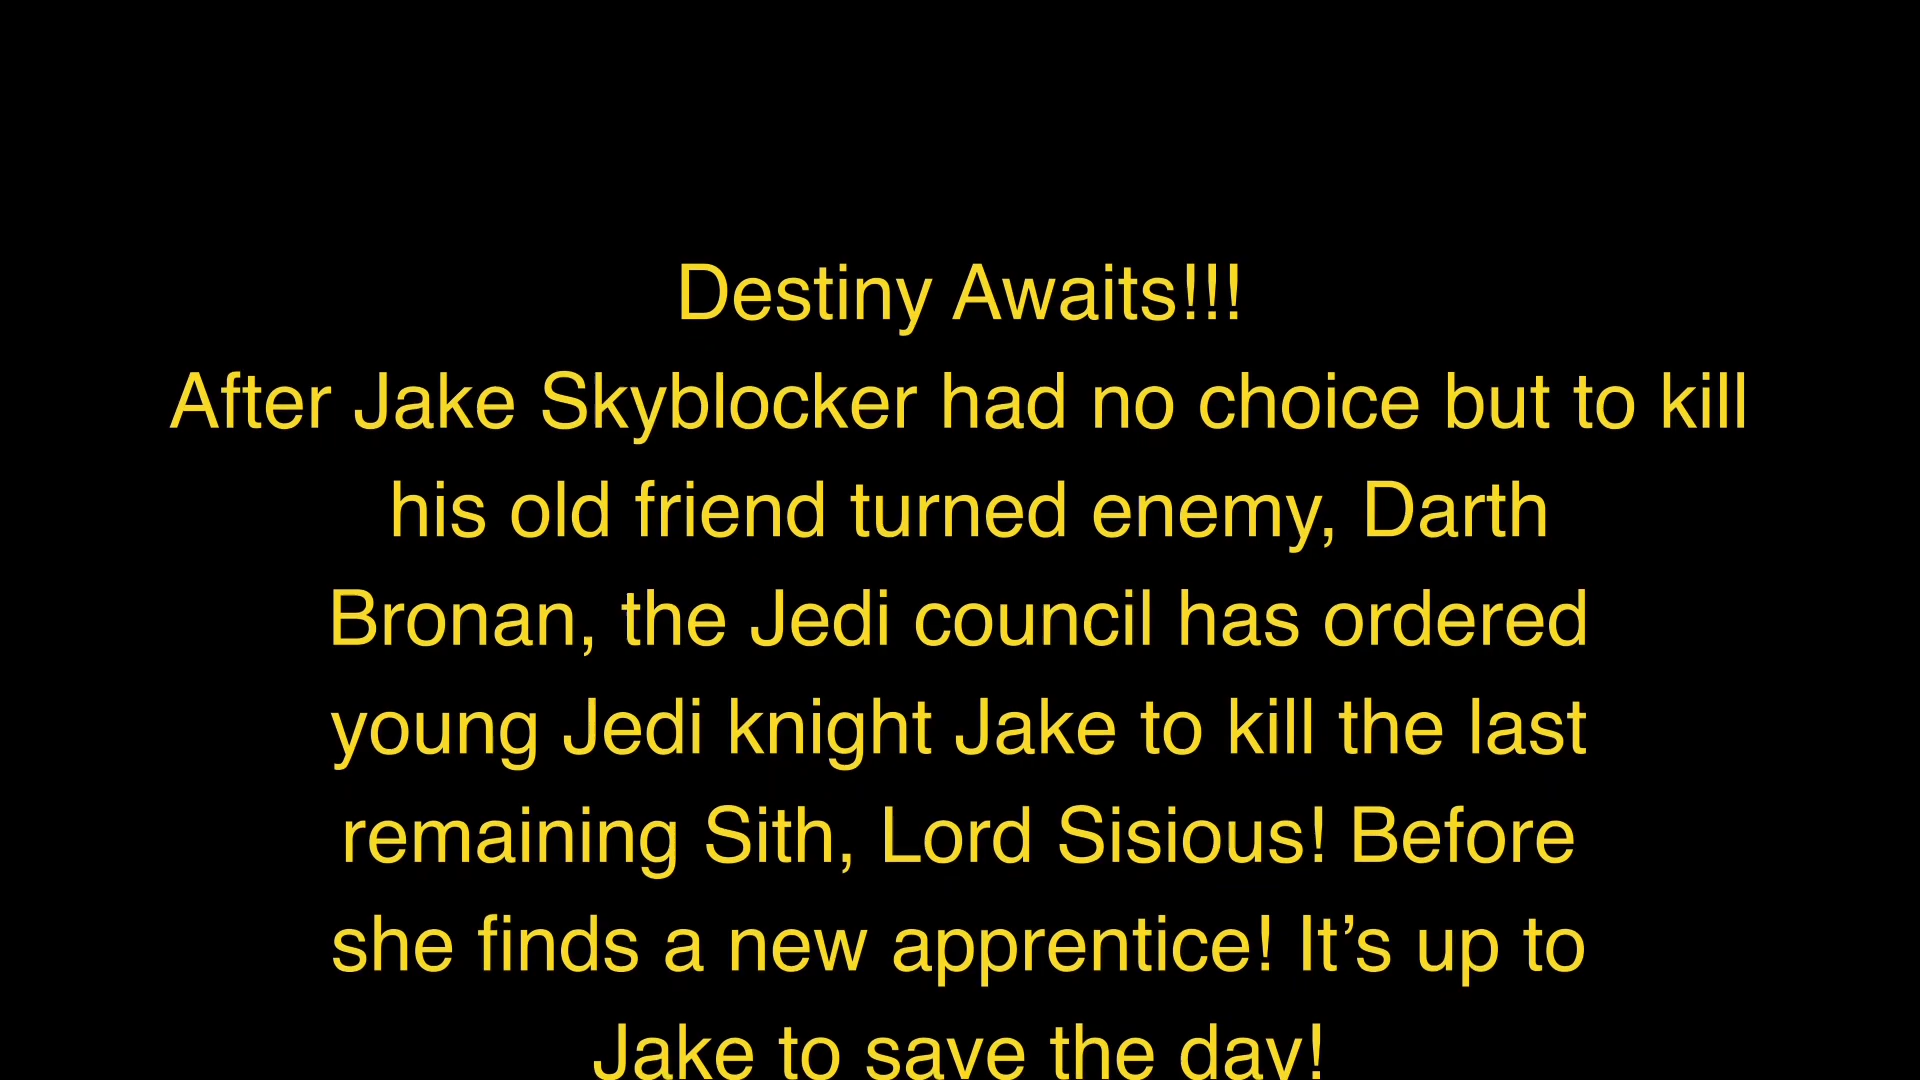 Destiny Awaits!!!
After Jake Skyblocker had no choice but to kill
his old friend turned enemy, Darth
Bronan, the Jedi council has ordered
young Jedi knight Jake to kill the last
remaining Sith, Lord Sisious! Before
she finds a new apprentice! It’s up to
Jake to save the day!